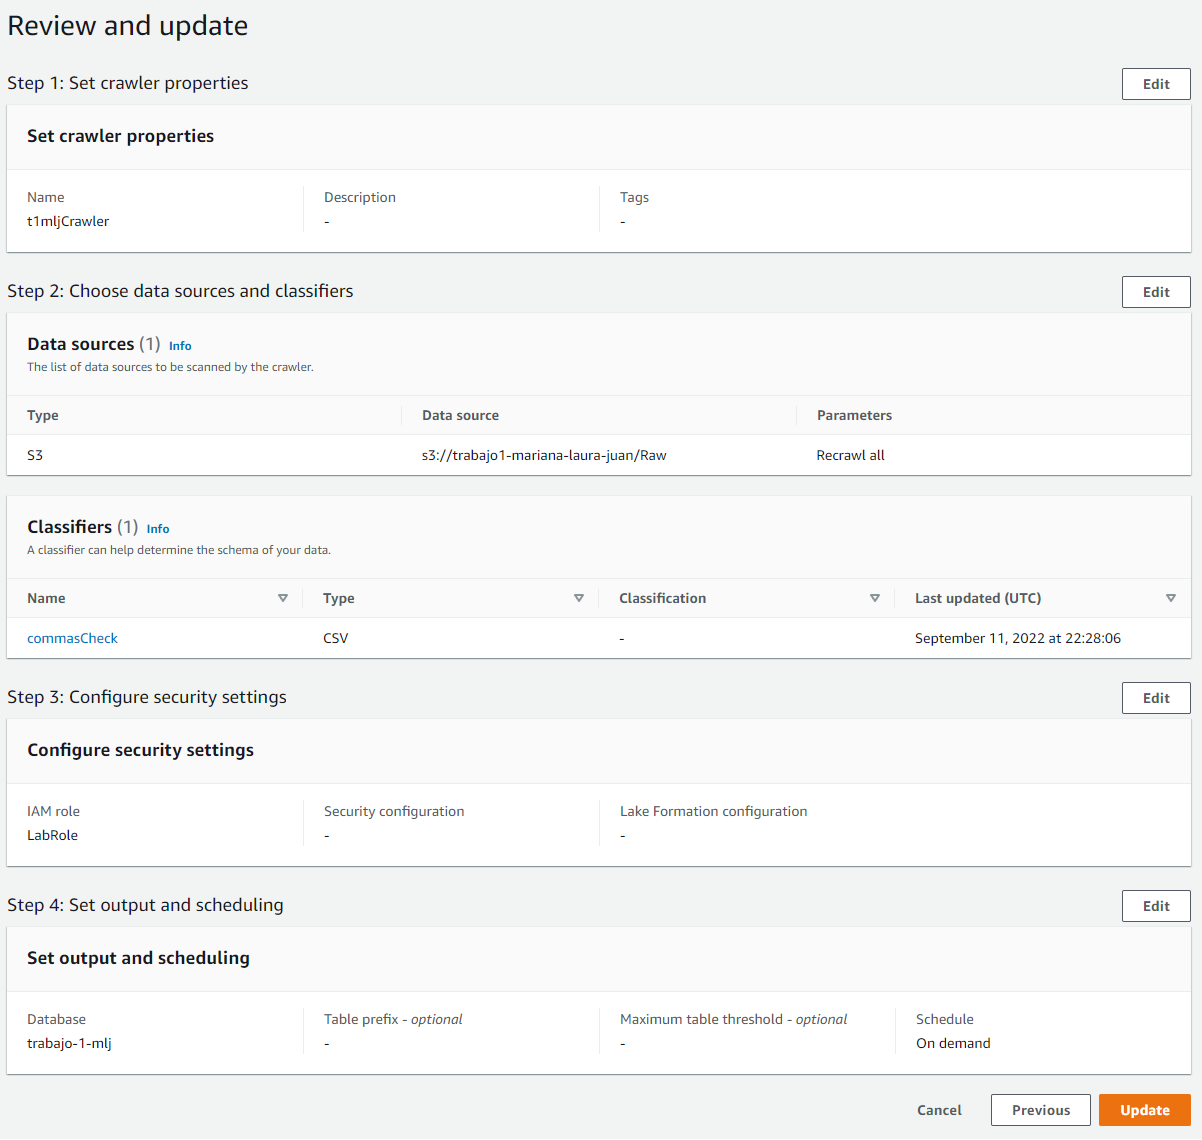 Review and update
Step 1: Set crawler properties
Edit
Set crawler properties
Name
Description
Tags
t1mljCrawler
-
-
Step 2: Choose data sources and classifiers
Edit
Data sources (1) Info
The list of data sources to be scanned by the crawler.
Type
Data source
Parameters
S3
s3://trabajo1-mariana-laura-juan/Raw
Recrawl all
Classifiers (1) Info
A classifier can help determine the schema of your data.
Name
Type
Classification
Last updated (UTC)
commasCheck
CSV
-
September 11, 2022 at 22:28:06
Step 3: Configure security settings
Edit
Configure security settings
IAM role
Security configuration
Lake Formation configuration
LabRole
-
-
Step 4: Set output and scheduling
Edit
Set output and scheduling
Database
Table prefix - optional
Maximum table threshold - optional
Schedule
trabajo-1-mlj
-
-
On demand
Cancel
Previous
Update